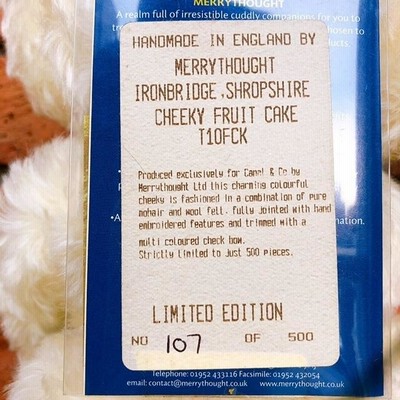 MERRYTHOUGHT
A realm full of irresistible cuddly companions for you to
HANDMADE IN ENGLAND BY
MERRYTHOUGHT
IRONBRIDGE .SHROPSHIRE
CHEEKY FRUIT CAKE
T10FCK
Produced exclusively for Canal & Co by
Merrythought Ltd this charming colourful
cheeky is fashioned in a combination of pure
mohair and wool felt. fully jointed with hand
embroidered features and trimmed with a
multi coloured check bow.
Strictly limited to just 500 pieces.
LIMITED EDITION
NO 107 OF 500
Telephone: 01952 433116 Facsimile: 01952 432054
email: contact@merrythought.co.uk www.merrythought.co.uk